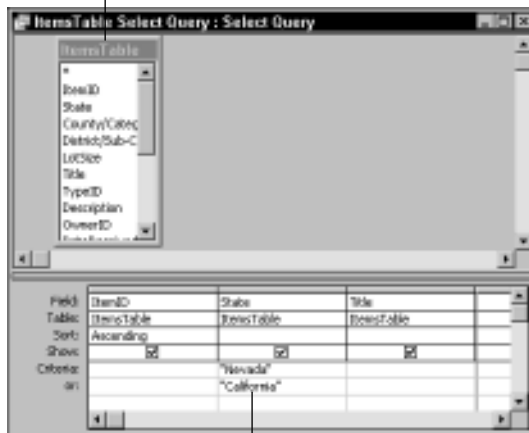 ItemsTable Select Query : Select Query
ItemsTable
*
ItemID
State
County/Categ
District/Sub-C
LotSize
Title
TypeID
Description
OwnerID
Field: ItemID State Title
Table: ItemsTable ItemsTable ItemsTable
Sort: Ascending
Show:
Criteria: "Nevada"
or: "California"